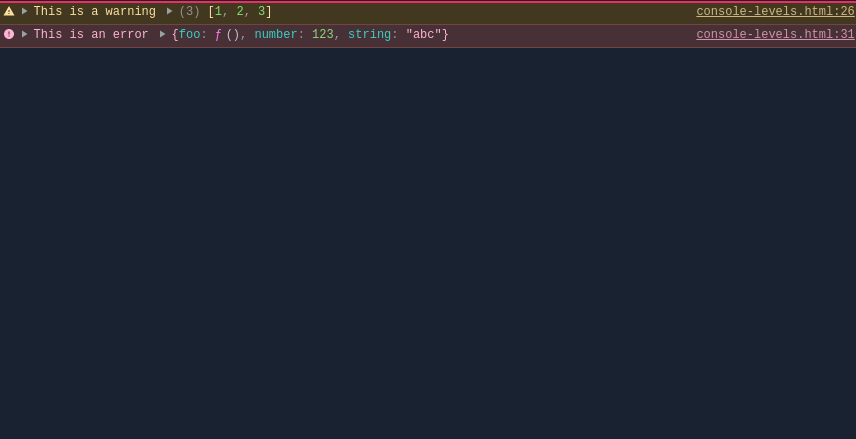 This is a warning (3) [1, 2, 3] console-levels.html:26
This is an error {foo: ƒ (), number: 123, string: "abc"} console-levels.html:31